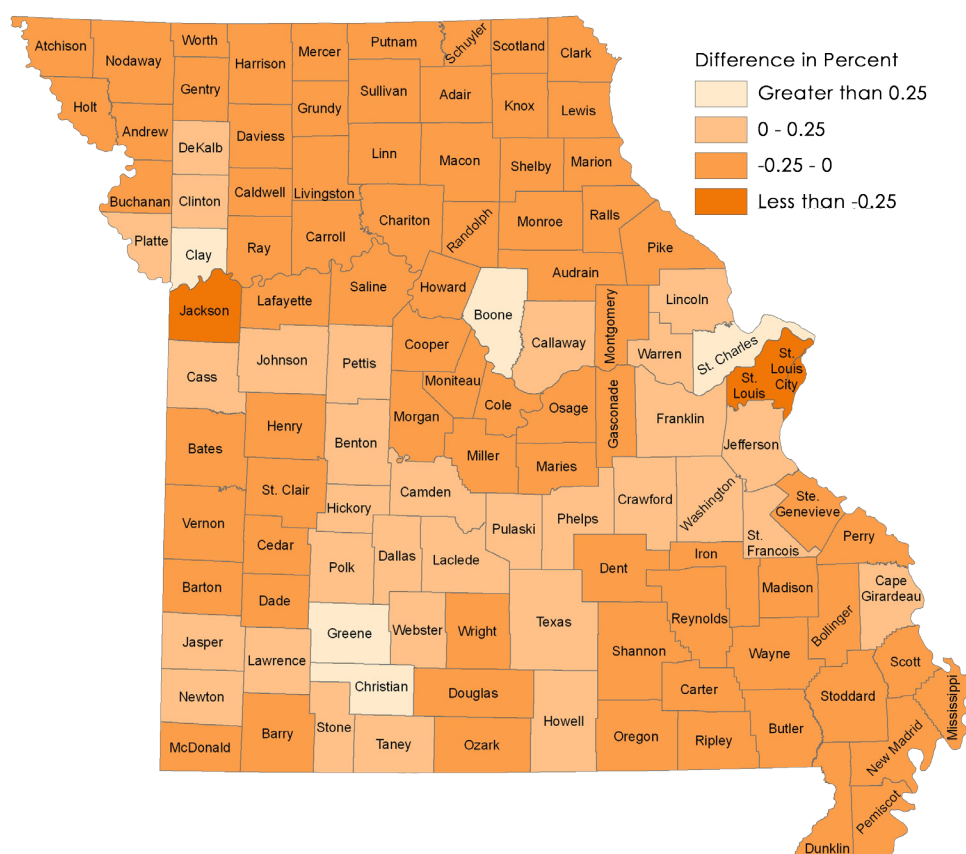 Difference in Percent
Greater than 0.25
0 - 0.25
-0.25 - 0
Less than -0.25
Atchison
Nodaway
Worth
Harrison
Mercer
Putnam
Schuyler
Scotland
Clark
Holt
Andrew
Gentry
DeKalb
Daviess
Grundy
Sullivan
Adair
Knox
Lewis
Buchanan
Clinton
Caldwell
Livingston
Linn
Macon
Shelby
Marion
Platte
Clay
Ray
Carroll
Chariton
Randolph
Monroe
Ralls
Pike
Jackson
Lafayette
Saline
Howard
Boone
Audrain
Callaway
Montgomery
Lincoln
Warren
St. Charles
St.
Louis
City
St.
Louis
Cass
Johnson
Pettis
Cooper
Moniteau
Cole
Osage
Gasconade
Franklin
Jefferson
Bates
Henry
Benton
Morgan
Miller
Maries
Vernon
St. Clair
Hickory
Camden
Pulaski
Phelps
Crawford
Washington
St.
Francois
Ste.
Genevieve
Perry
Cedar
Polk
Dallas
Laclede
Dent
Iron
Madison
Bollinger
Cape
Girardeau
Barton
Dade
Greene
Webster
Wright
Texas
Shannon
Reynolds
Wayne
Scott
Mississippi
Jasper
Lawrence
Christian
Douglas
Howell
Carter
Butler
Stoddard
New Madrid
Newton
McDonald
Barry
Stone
Taney
Ozark
Oregon
Ripley
Pemiscot
Dunklin